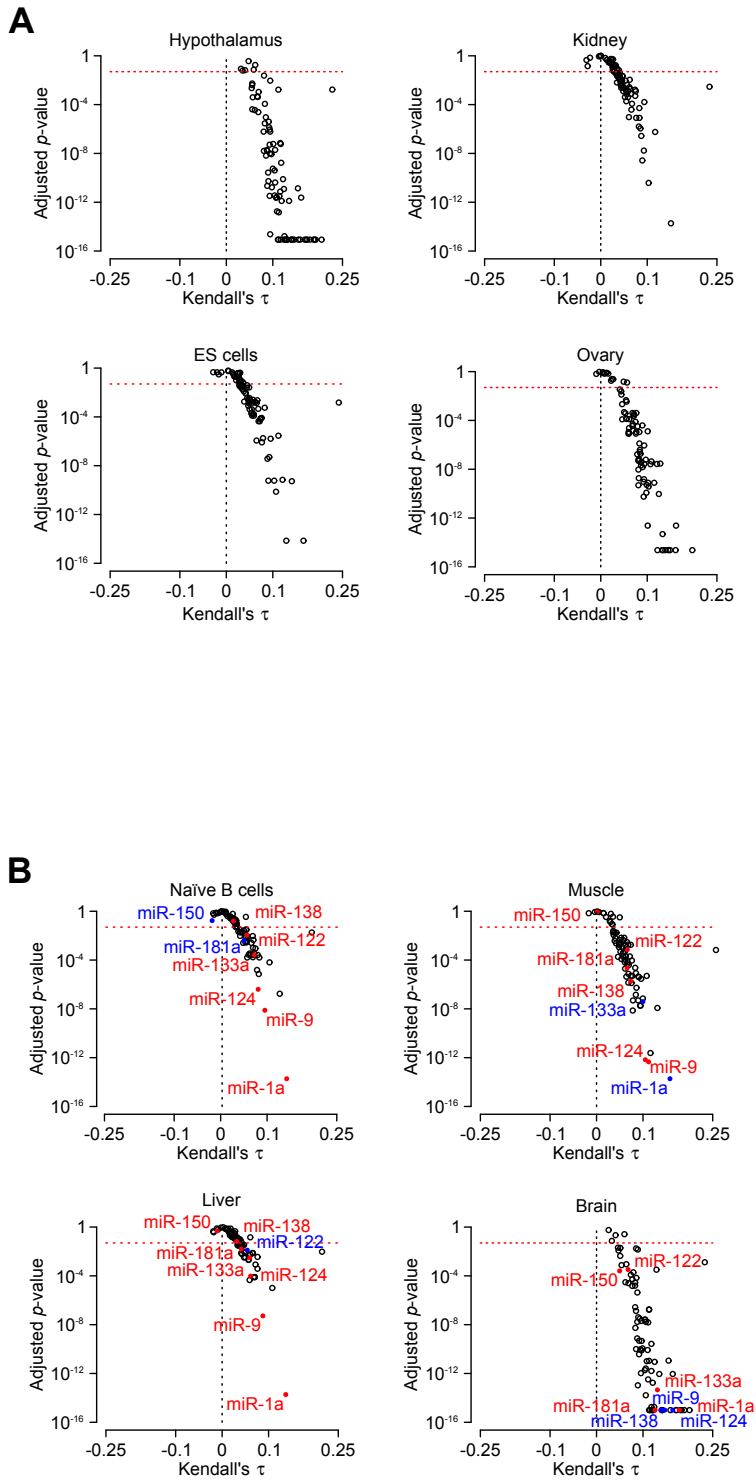 A
Hypothalamus
Adjusted p-value
1
10⁻⁴
10⁻⁸
10⁻¹²
10⁻¹⁶
-0.25 -0.1 0 0.1 0.25
Kendall's τ
Kidney
Adjusted p-value
1
10⁻⁴
10⁻⁸
10⁻¹²
10⁻¹⁶
-0.25 -0.1 0 0.1 0.25
Kendall's τ
ES cells
Adjusted p-value
1
10⁻⁴
10⁻⁸
10⁻¹²
10⁻¹⁶
-0.25 -0.1 0 0.1 0.25
Kendall's τ
Ovary
Adjusted p-value
1
10⁻⁴
10⁻⁸
10⁻¹²
10⁻¹⁶
-0.25 -0.1 0 0.1 0.25
Kendall's τ
B
Naïve B cells
Adjusted p-value
1
10⁻⁴
10⁻⁸
10⁻¹²
10⁻¹⁶
miR-150
miR-138
miR-181a
miR-122
miR-133a
miR-124
miR-9
miR-1a
-0.25 -0.1 0 0.1 0.25
Kendall's τ
Muscle
Adjusted p-value
1
10⁻⁴
10⁻⁸
10⁻¹²
10⁻¹⁶
miR-150
miR-122
miR-181a
miR-138
miR-133a
miR-124
miR-9
miR-1a
-0.25 -0.1 0 0.1 0.25
Kendall's τ
Liver
Adjusted p-value
1
10⁻⁴
10⁻⁸
10⁻¹²
10⁻¹⁶
miR-150
miR-138
miR-181a
miR-122
miR-133a
miR-124
miR-9
miR-1a
-0.25 -0.1 0 0.1 0.25
Kendall's τ
Brain
Adjusted p-value
1
10⁻⁴
10⁻⁸
10⁻¹²
10⁻¹⁶
miR-122
miR-150
miR-133a
miR-9
miR-181a
miR-1a
miR-138
miR-124
-0.25 -0.1 0 0.1 0.25
Kendall's τ